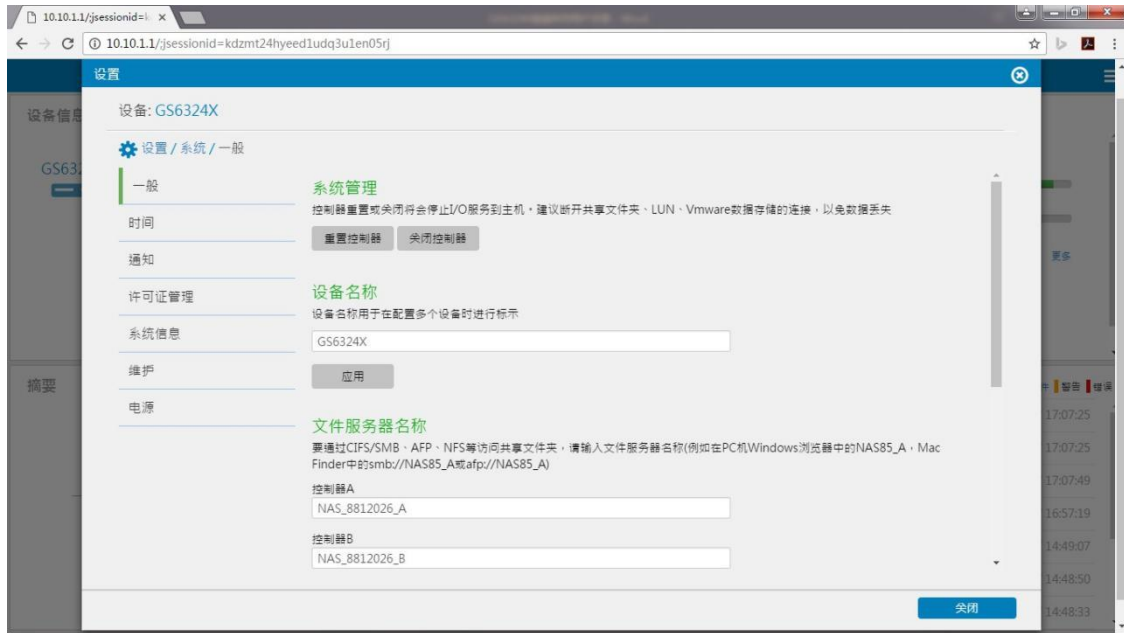 10.10.1.1/;jsessionid=k
10.10.1.1/;jsessionid=kdzmt24hyeed1udq3u1en05rj
设置
设备信息
设备: GS6324X
设置 / 系统 / 一般
GS632
一般
时间
通知
许可证管理
系统信息
维护
电源
系统管理
控制器重置或关闭将会停止I/O服务到主机，建议断开共享文件夹、LUN、Vmware数据存储的连接，以免数据丢失
重置控制器 关闭控制器
更多
设备名称
设备名称用于在配置多个设备时进行标示
GS6324X
应用
文件服务器名称
要通过CIFS/SMB、AFP、NFS等访问共享文件夹，请输入文件服务器名称(例如在PC机Windows浏览器中的NAS85_A，Mac
Finder中的smb://NAS85_A或afp://NAS85_A)
控制器A
NAS_8812026_A
控制器B
NAS_8812026_B
关闭
摘要
警告 错误
17:07:25
17:07:25
17:07:49
16:57:19
14:49:07
14:48:50
14:48:33